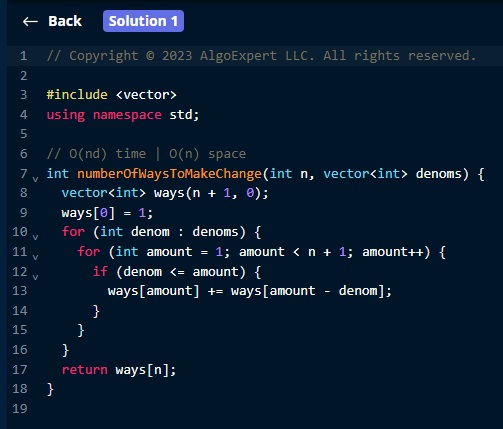 ← Back Solution 1
1 // Copyright © 2023 AlgoExpert LLC. All rights reserved.
2
3 #include <vector>
4 using namespace std;
5
6 // O(nd) time | O(n) space
7 int numberOfWaysToMakeChange(int n, vector<int> denoms) {
8   vector<int> ways(n + 1, 0);
9   ways[0] = 1;
10   for (int denom : denoms) {
11     for (int amount = 1; amount < n + 1; amount++) {
12       if (denom <= amount) {
13         ways[amount] += ways[amount - denom];
14       }
15     }
16   }
17   return ways[n];
18 }
19